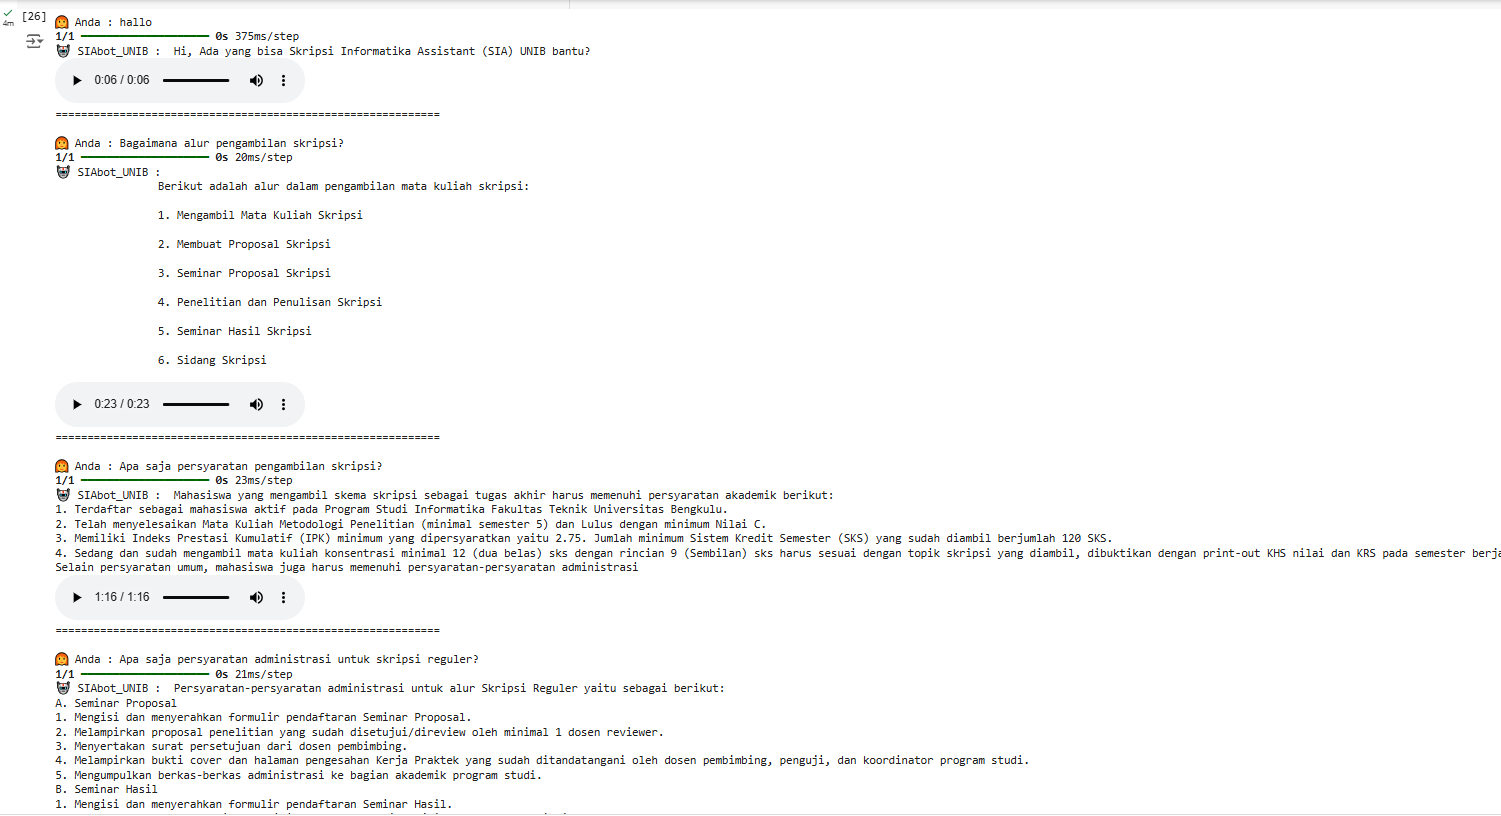 [26]
4m
Anda : hallo
1/1 0s 375ms/step
SIAbot_UNIB : Hi, Ada yang bisa Skripsi Informatika Assistant (SIA) UNIB bantu?
0:06 / 0:06
============================================================
Anda : Bagaimana alur pengambilan skripsi?
1/1 0s 20ms/step
SIAbot_UNIB :
Berikut adalah alur dalam pengambilan mata kuliah skripsi:
1. Mengambil Mata Kuliah Skripsi
2. Membuat Proposal Skripsi
3. Seminar Proposal Skripsi
4. Penelitian dan Penulisan Skripsi
5. Seminar Hasil Skripsi
6. Sidang Skripsi
0:23 / 0:23
============================================================
Anda : Apa saja persyaratan pengambilan skripsi?
1/1 0s 23ms/step
SIAbot_UNIB : Mahasiswa yang mengambil skema skripsi sebagai tugas akhir harus memenuhi persyaratan akademik berikut:
1. Terdaftar sebagai mahasiswa aktif pada Program Studi Informatika Fakultas Teknik Universitas Bengkulu.
2. Telah menyelesaikan Mata Kuliah Metodologi Penelitian (minimal semester 5) dan Lulus dengan minimum Nilai C.
3. Memiliki Indeks Prestasi Kumulatif (IPK) minimum yang dipersyaratkan yaitu 2.75. Jumlah minimum Sistem Kredit Semester (SKS) yang sudah diambil berjumlah 120 SKS.
4. Sedang dan sudah mengambil mata kuliah konsentrasi minimal 12 (dua belas) sks dengan rincian 9 (Sembilan) sks harus sesuai dengan topik skripsi yang diambil, dibuktikan dengan print-out KHS nilai dan KRS pada semester berja
Selain persyaratan umum, mahasiswa juga harus memenuhi persyaratan-persyaratan administrasi
1:16 / 1:16
============================================================
Anda : Apa saja persyaratan administrasi untuk skripsi reguler?
1/1 0s 21ms/step
SIAbot_UNIB : Persyaratan-persyaratan administrasi untuk alur Skripsi Reguler yaitu sebagai berikut:
A. Seminar Proposal
1. Mengisi dan menyerahkan formulir pendaftaran Seminar Proposal.
2. Melampirkan proposal penelitian yang sudah disetujui/direview oleh minimal 1 dosen reviewer.
3. Menyertakan surat persetujuan dari dosen pembimbing.
4. Melampirkan bukti cover dan halaman pengesahan Kerja Praktek yang sudah ditandatangani oleh dosen pembimbing, penguji, dan koordinator program studi.
5. Mengumpulkan berkas-berkas administrasi ke bagian akademik program studi.
B. Seminar Hasil
1. Mengisi dan menyerahkan formulir pendaftaran Seminar Hasil.